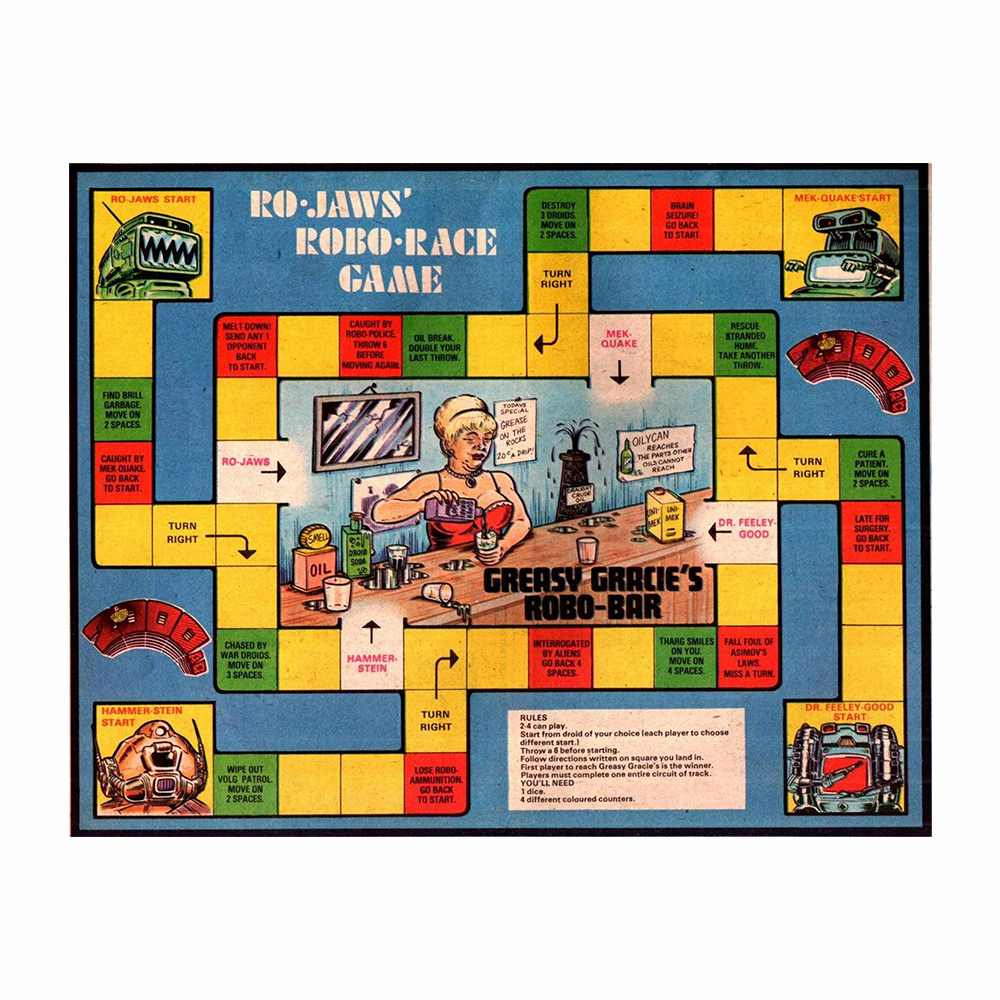 RO-JAWS START
RO·JAWS'
ROBO·RACE
GAME
DESTROY
3 DROIDS.
MOVE ON
2 SPACES.
BRAIN
SEIZURE!
GO BACK
TO START.
MEK-QUAKE START
TURN
RIGHT
MELT DOWN!
SEND ANY 1
OPPONENT
BACK
TO START.
CAUGHT BY
ROBO-POLICE.
THROW 6
BEFORE
MOVING AGAIN.
OIL BREAK.
DOUBLE YOUR
LAST THROW.
MEK-
QUAKE
RESCUE
STRANDED
HUME.
TAKE ANOTHER
THROW.
FIND BRILL
GARBAGE.
MOVE ON
2 SPACES.
CAUGHT BY
MEK-QUAKE.
GO BACK
TO START.
RO-JAWS
TODAYS
SPECIAL
GREASE
ON THE
ROCKS
20¢ A DRIP!
OILYCAN
REACHES
THE PARTS OTHER
OILS CANNOT
REACH
DRAUGHT
CRUDE
OIL
TURN
RIGHT
CURE A
PATIENT.
MOVE ON
2 SPACES.
TURN
RIGHT
SMELL
OIL
DROID
SODA
UNI-
MEK
UNI-
MEK
DR. FEELEY-
GOOD
LATE FOR
SURGERY.
GO BACK
TO START.
GREASY GRACIE'S
ROBO-BAR
CHASED BY
WAR DROIDS.
MOVE ON
3 SPACES.
HAMMER-
STEIN
INTERROGATED
BY ALIENS
GO BACK 4
SPACES.
THARG SMILES
ON YOU.
MOVE ON
4 SPACES.
FALL FOUL OF
ASIMOV'S
LAWS.
MISS A TURN.
HAMMER-STEIN
START
TURN
RIGHT
DR. FEELEY-GOOD
START
WIPE OUT
VOLG PATROL.
MOVE ON
2 SPACES.
LOSE ROBO-
AMMUNITION.
GO BACK
TO START.
RULES
2-4 can play.
Start from droid of your choice (each player to choose
different start.)
Throw a 6 before starting.
Follow directions written on square you land in.
First player to reach Greasy Gracie's is the winner.
Players must complete one entire circuit of track.
YOU'LL NEED
1 dice.
4 different coloured counters.